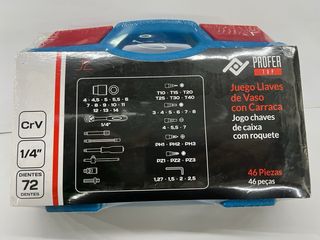 PROFER
TOP
Juego Llaves
de Vaso
con Carraca
Jogo chaves
de caixa
com roquete
46 Piezas
46 peças
CrV
1/4"
DIENTES
72
DENTES
4 - 4,5 - 5 - 5,5 - 6
7 - 8 - 9 - 10 - 11
12 - 13 - 14
1/4"
T10 - T15 - T20
T25 - T30 - T40
3 - 4 - 5 - 6 - 7 - 8
4 - 5,5 - 7
PH1 - PH2 - PH3
PZ1 - PZ2 - PZ3
1,27 - 1,5 - 2 - 2,5